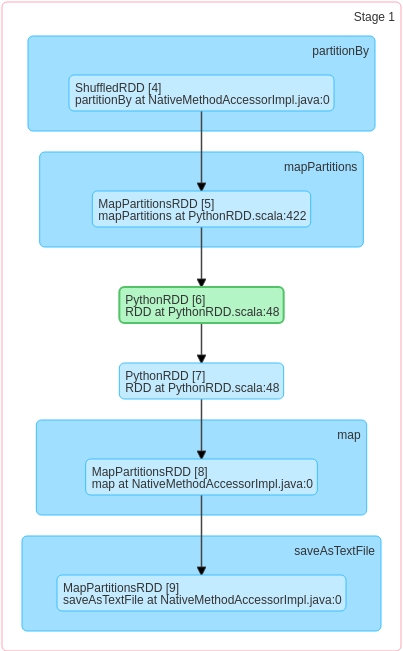 Stage 1
partitionBy
ShuffledRDD [4]
partitionBy at NativeMethodAccessorImpl.java:0
mapPartitions
MapPartitionsRDD [5]
mapPartitions at PythonRDD.scala:422
PythonRDD [6]
RDD at PythonRDD.scala:48
PythonRDD [7]
RDD at PythonRDD.scala:48
map
MapPartitionsRDD [8]
map at NativeMethodAccessorImpl.java:0
saveAsTextFile
MapPartitionsRDD [9]
saveAsTextFile at NativeMethodAccessorImpl.java:0